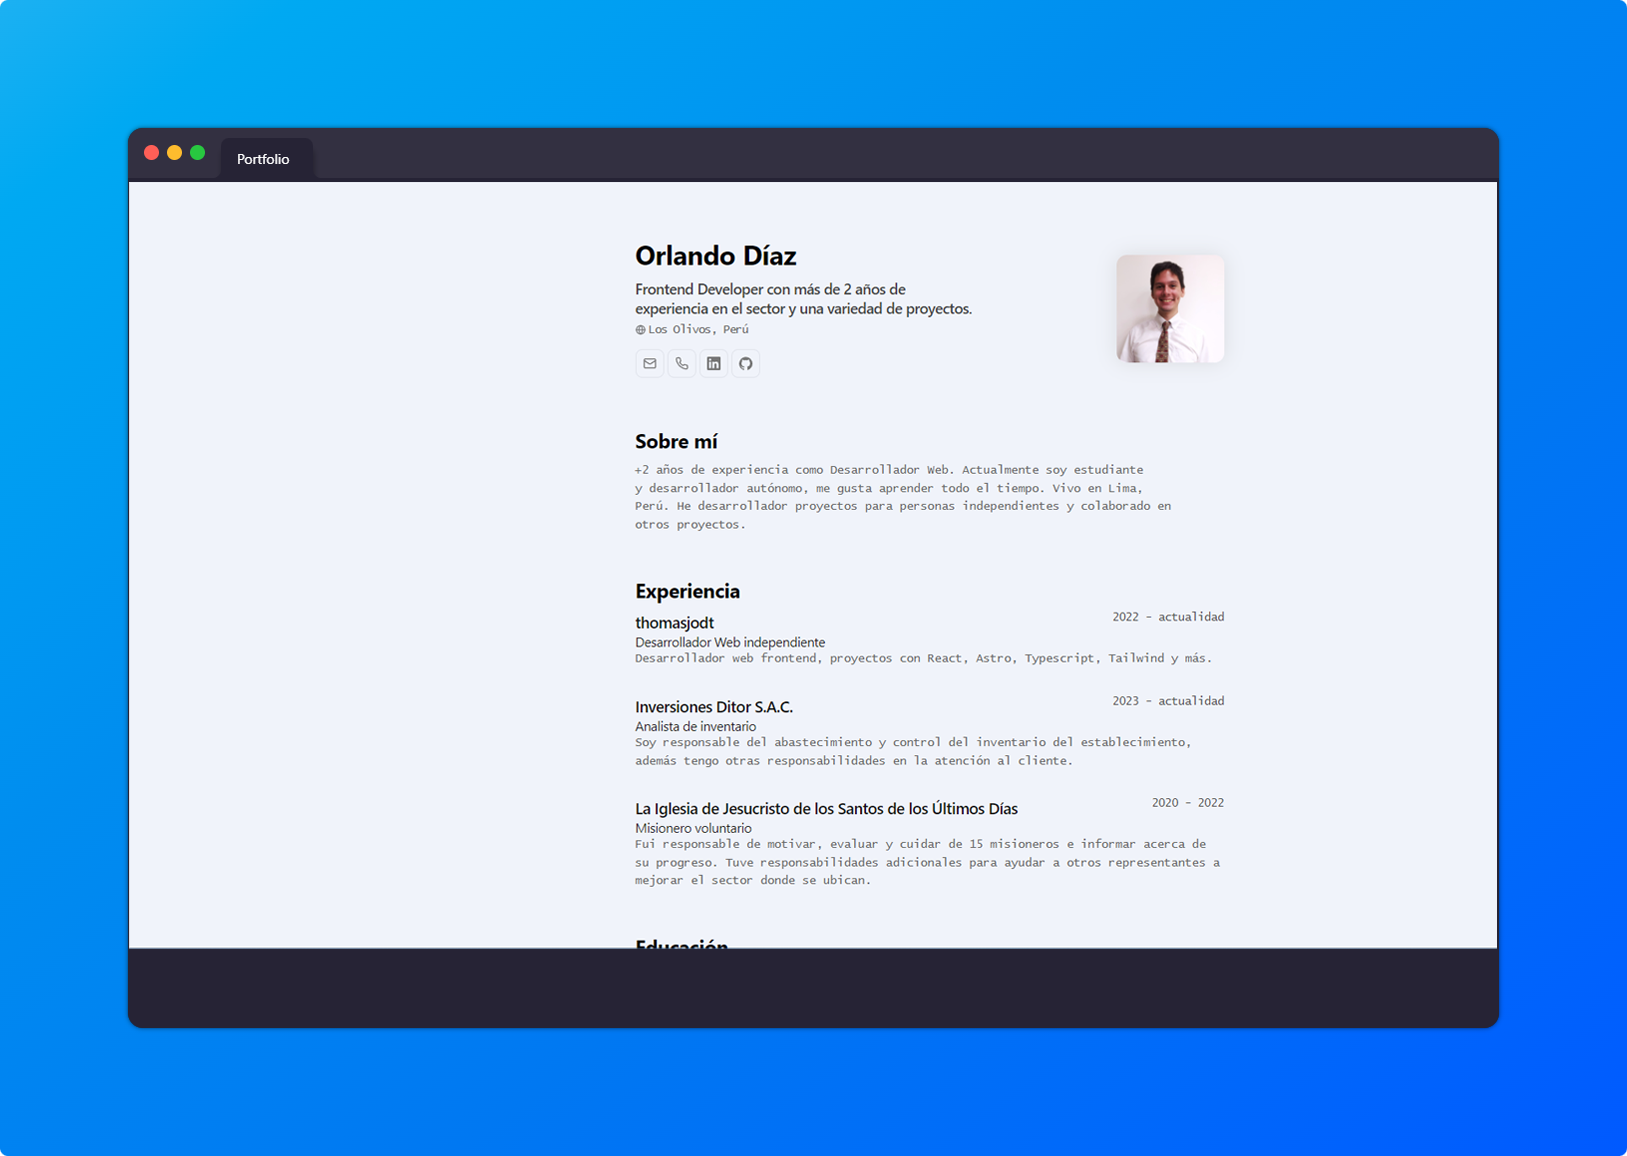 Portfolio
Orlando Díaz
Frontend Developer con más de 2 años de
experiencia en el sector y una variedad de proyectos.
Los Olivos, Perú
Sobre mí
+2 años de experiencia como Desarrollador Web. Actualmente soy estudiante
y desarrollador autónomo, me gusta aprender todo el tiempo. Vivo en Lima,
Perú. He desarrollador proyectos para personas independientes y colaborado en
otros proyectos.
Experiencia
thomasjodt
2022 - actualidad
Desarrollador Web independiente
Desarrollador web frontend, proyectos con React, Astro, Typescript, Tailwind y más.
Inversiones Ditor S.A.C.
2023 - actualidad
Analista de inventario
Soy responsable del abastecimiento y control del inventario del establecimiento,
además tengo otras responsabilidades en la atención al cliente.
La Iglesia de Jesucristo de los Santos de los Últimos Días
2020 - 2022
Misionero voluntario
Fui responsable de motivar, evaluar y cuidar de 15 misioneros e informar acerca de
su progreso. Tuve responsabilidades adicionales para ayudar a otros representantes a
mejorar el sector donde se ubican.
Educación